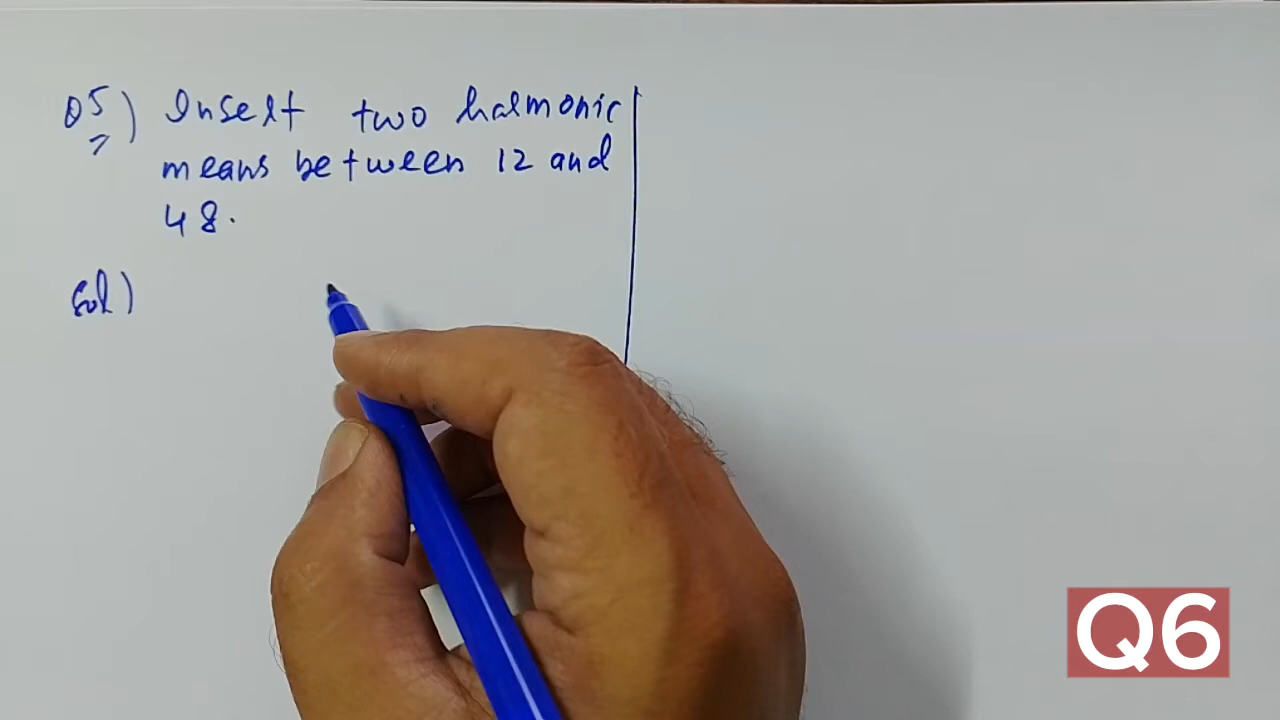 Q5) Insert two harmonic
means between 12 and
48.
Sol)
Q6